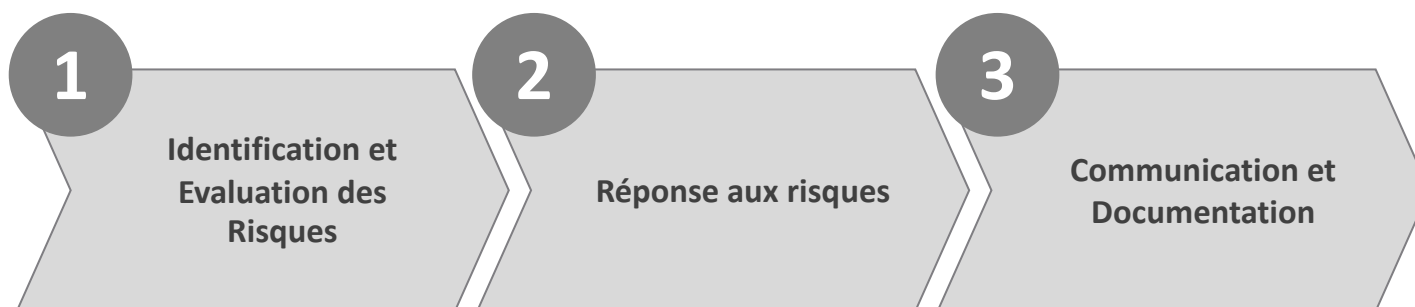 1
Identification et
Evaluation des
Risques
2
Réponse aux risques
3
Communication et
Documentation